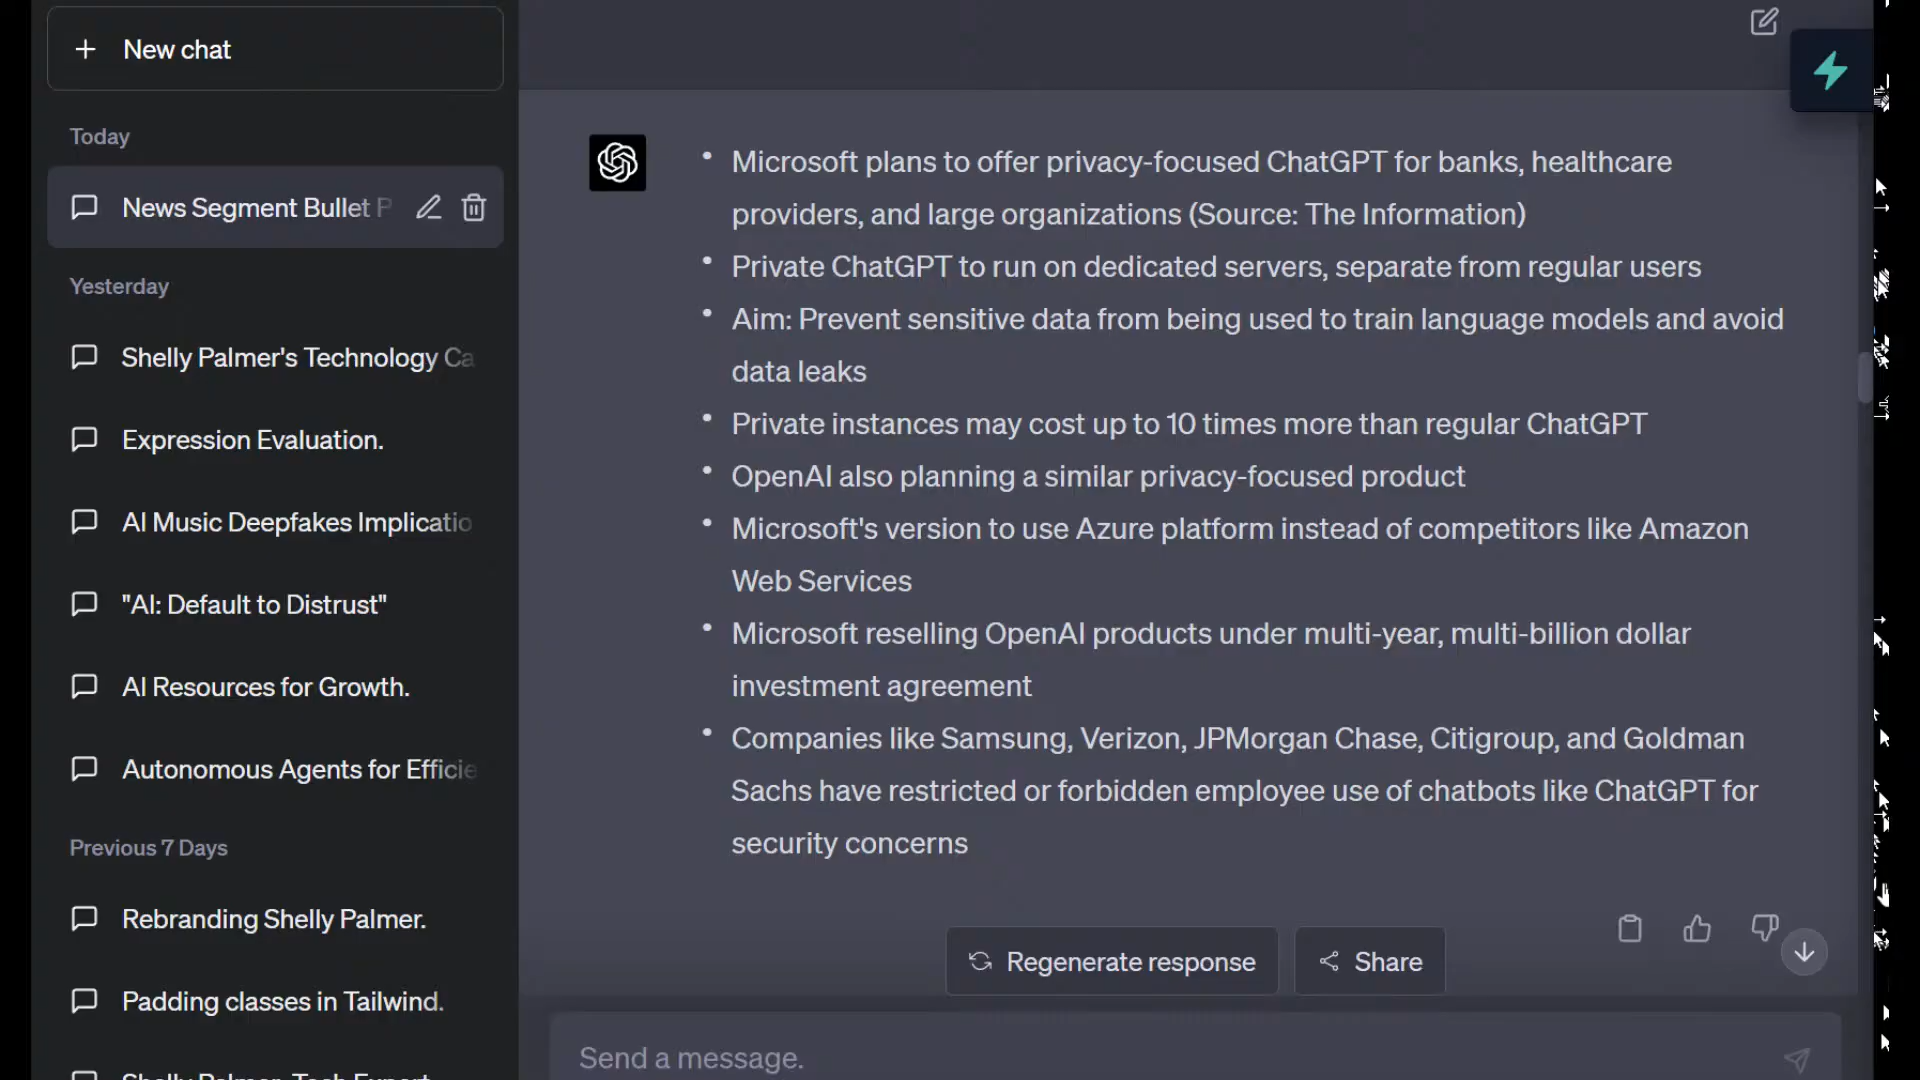 New chat
Today
News Segment Bullet P
Yesterday
Shelly Palmer's Technology Ca
Expression Evaluation.
AI Music Deepfakes Implicatio
"AI: Default to Distrust"
AI Resources for Growth.
Autonomous Agents for Efficie
Previous 7 Days
Rebranding Shelly Palmer.
Padding classes in Tailwind.
Shelly Palmer: Tech Expert
• Microsoft plans to offer privacy-focused ChatGPT for banks, healthcare
providers, and large organizations (Source: The Information)
• Private ChatGPT to run on dedicated servers, separate from regular users
• Aim: Prevent sensitive data from being used to train language models and avoid
data leaks
• Private instances may cost up to 10 times more than regular ChatGPT
• OpenAI also planning a similar privacy-focused product
• Microsoft's version to use Azure platform instead of competitors like Amazon
Web Services
• Microsoft reselling OpenAI products under multi-year, multi-billion dollar
investment agreement
• Companies like Samsung, Verizon, JPMorgan Chase, Citigroup, and Goldman
Sachs have restricted or forbidden employee use of chatbots like ChatGPT for
security concerns
Regenerate response
Share
Send a message.